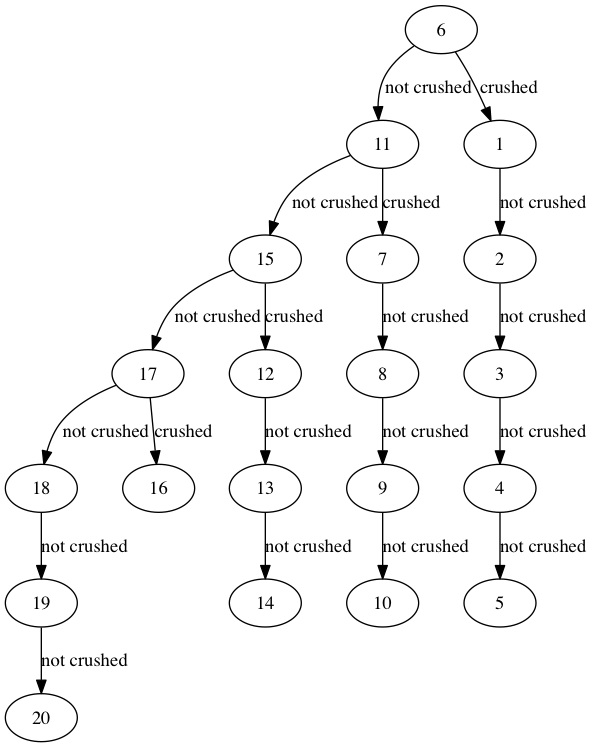 6
not crushed crushed
11 1
not crushed crushed not crushed
15 7 2
not crushed crushed not crushed not crushed
17 12 8 3
not crushed crushed not crushed not crushed not crushed
18 16 13 9 4
not crushed not crushed not crushed not crushed
19 14 10 5
not crushed
20